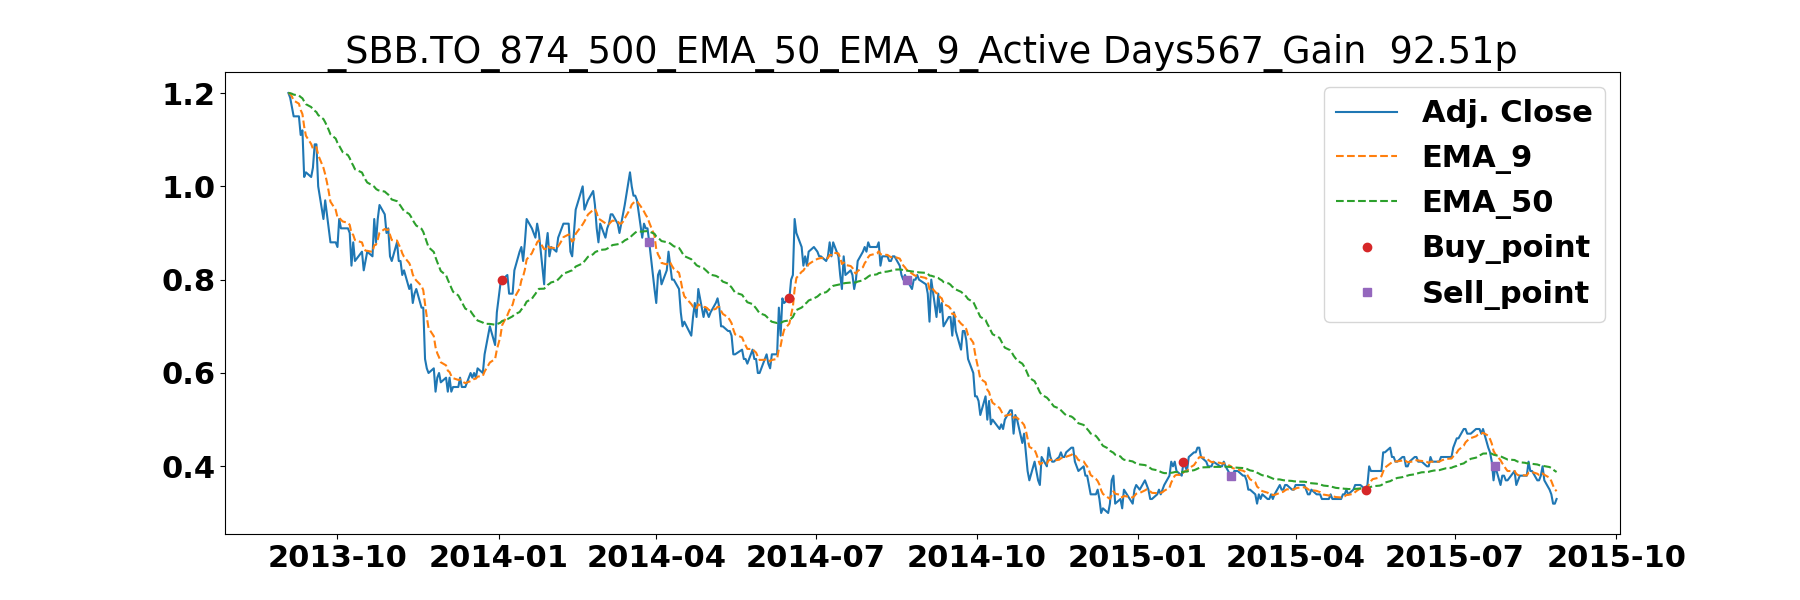 _SBB.TO_874_500_EMA_50_EMA_9_Active Days567_Gain  92.51p
1.2
1.0
0.8
0.6
0.4
Adj. Close
EMA_9
EMA_50
Buy_point
Sell_point
2013-10 2014-01 2014-04 2014-07 2014-10 2015-01 2015-04 2015-07 2015-10